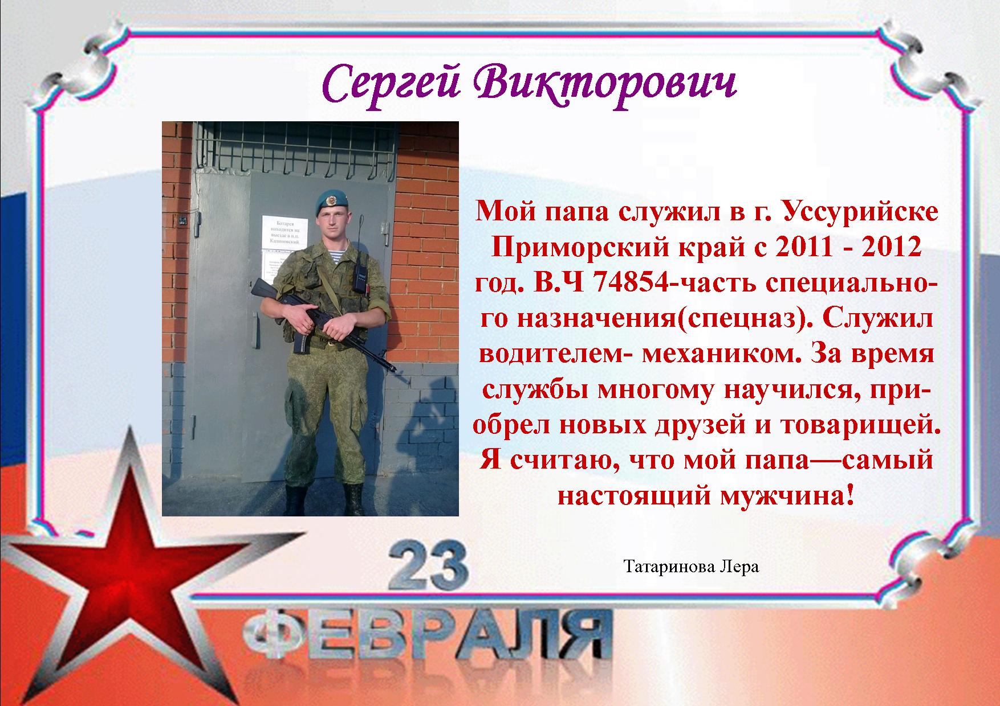 Сергей Викторович
Батарея
находится на
выезде в п.п.
Калиновский.
Мой папа служил в г. Уссурийске
Приморский край с 2011 - 2012
год. В.Ч 74854-часть специально-
го назначения(спецназ). Служил
водителем- механиком. За время
службы многому научился, при-
обрел новых друзей и товарищей.
Я считаю, что мой папа—самый
настоящий мужчина!
Татаринова Лера
23
ФЕВРАЛЯ